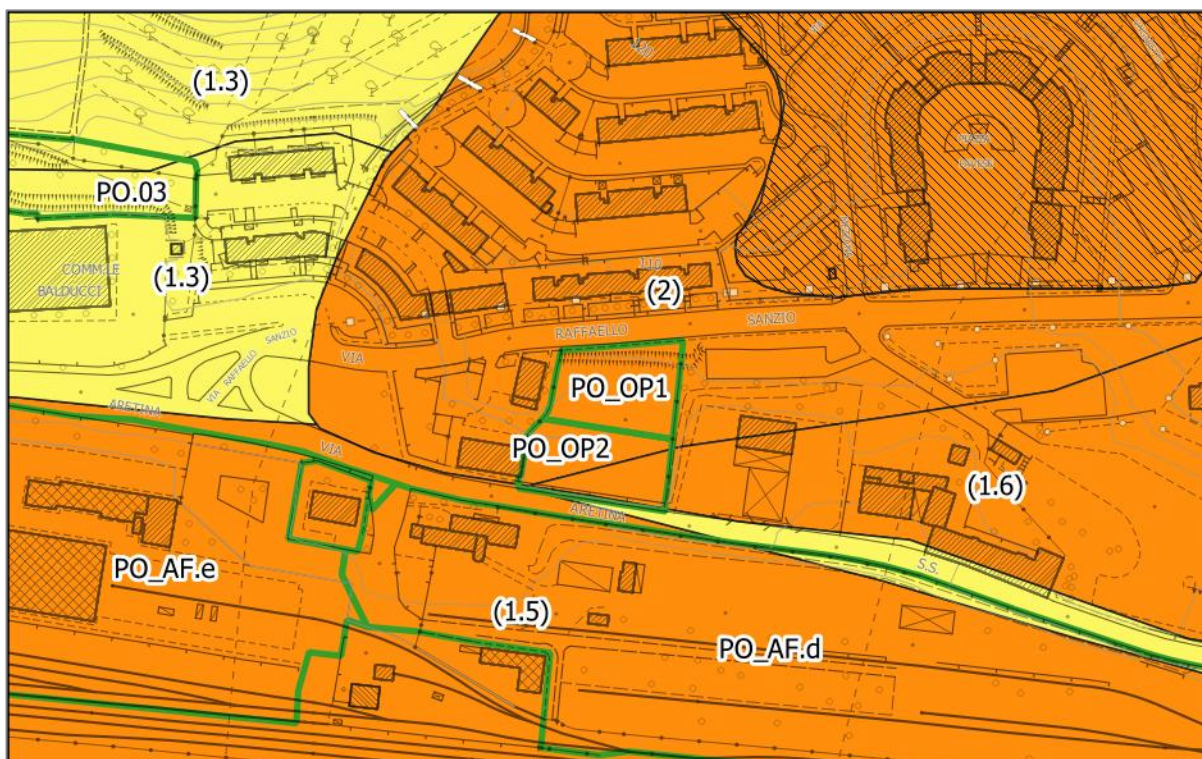 (1.3)
PO.03
COMM.LE
BALDUCCI
(1.3)
VIA RAFFAELLO SANZIO
110
(2)
VIA
RAFFAELLO
SANZIO
PO_OP1
PO_OP2
ARETINA
VIA
ARETINA
(1.6)
S.S.
PO_AF.e
(1.5)
PO_AF.d